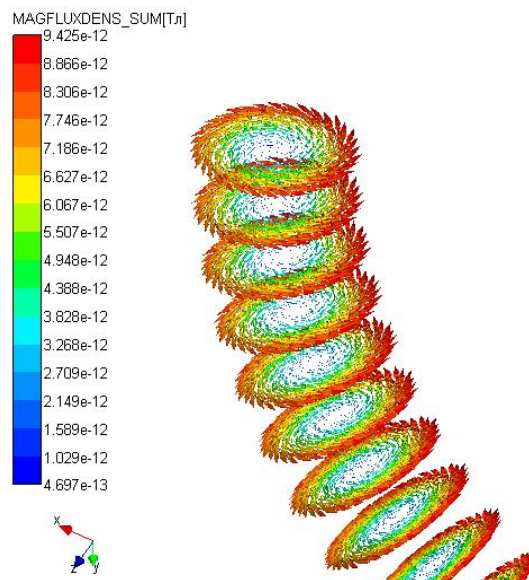 MAGFLUXDENS_SUM[Тл]
9.425e-12
8.866e-12
8.306e-12
7.746e-12
7.186e-12
6.627e-12
6.067e-12
5.507e-12
4.948e-12
4.388e-12
3.828e-12
3.268e-12
2.709e-12
2.149e-12
1.589e-12
1.029e-12
4.697e-13
x
z y